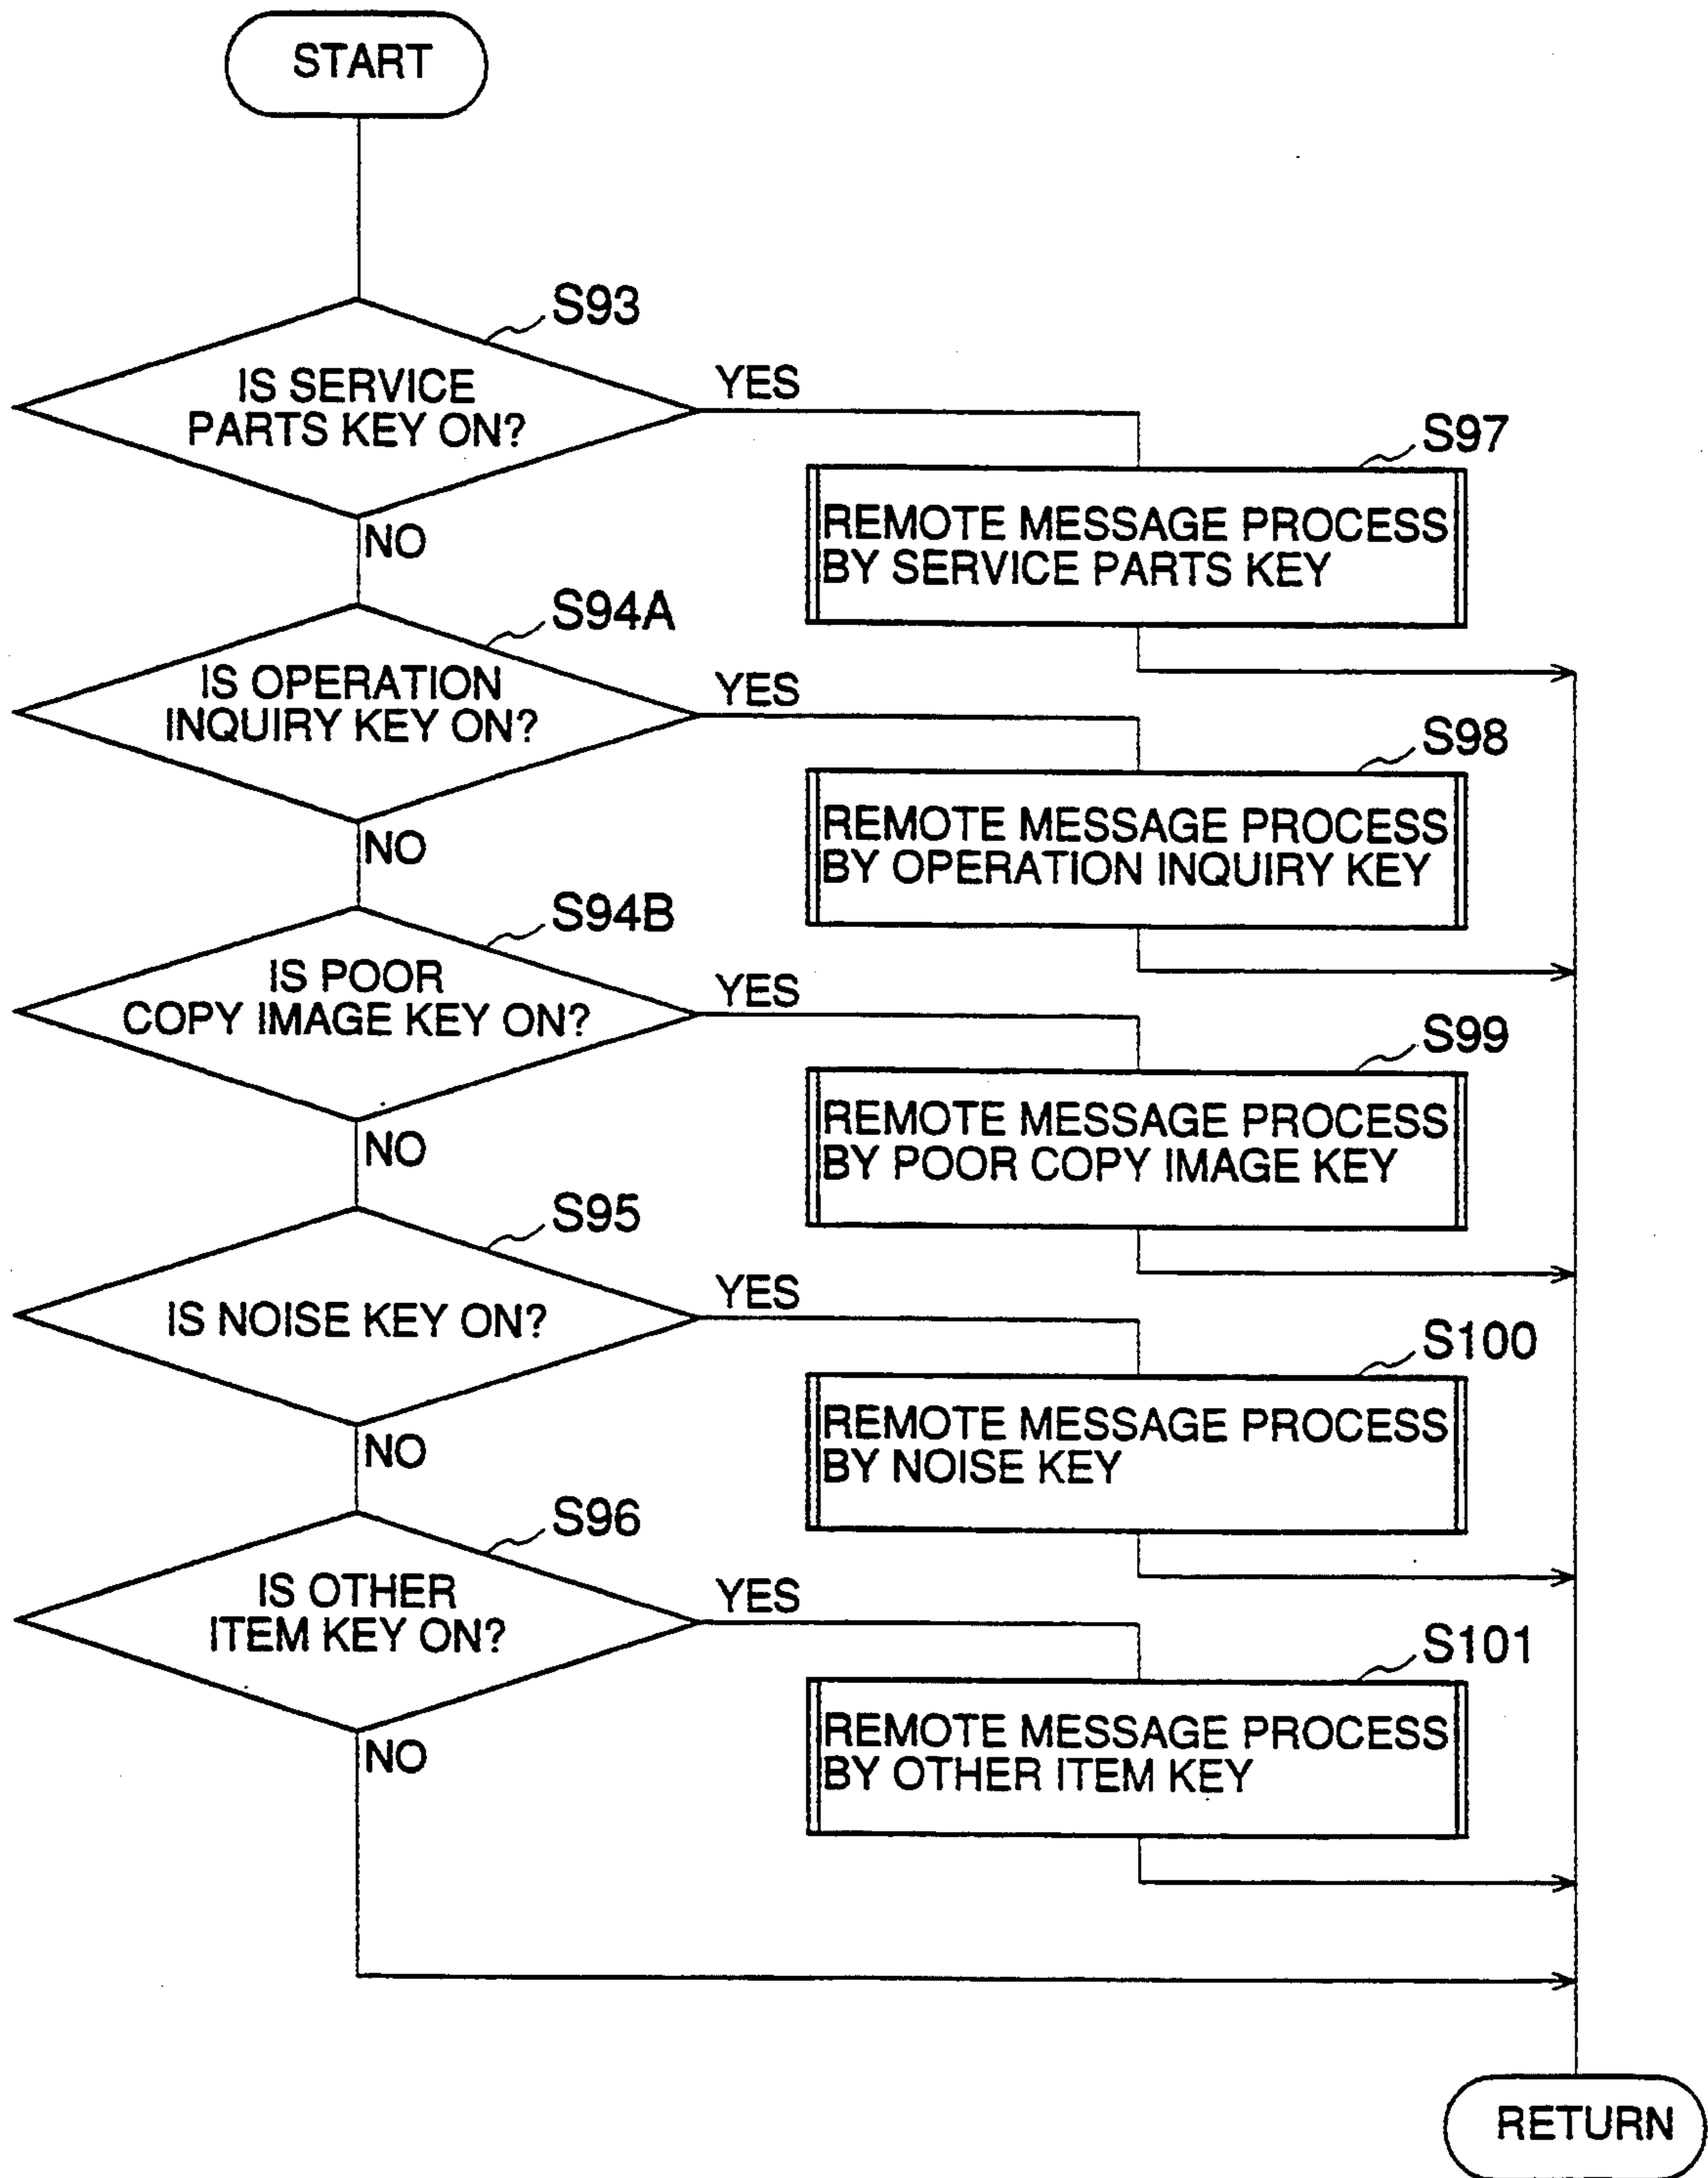 START
S93
IS SERVICE
PARTS KEY ON?
YES
NO
S97
REMOTE MESSAGE PROCESS
BY SERVICE PARTS KEY
S94A
IS OPERATION
INQUIRY KEY ON?
YES
NO
S98
REMOTE MESSAGE PROCESS
BY OPERATION INQUIRY KEY
S94B
IS POOR
COPY IMAGE KEY ON?
YES
NO
S99
REMOTE MESSAGE PROCESS
BY POOR COPY IMAGE KEY
S95
IS NOISE KEY ON?
YES
NO
S100
REMOTE MESSAGE PROCESS
BY NOISE KEY
S96
IS OTHER
ITEM KEY ON?
YES
NO
S101
REMOTE MESSAGE PROCESS
BY OTHER ITEM KEY
RETURN